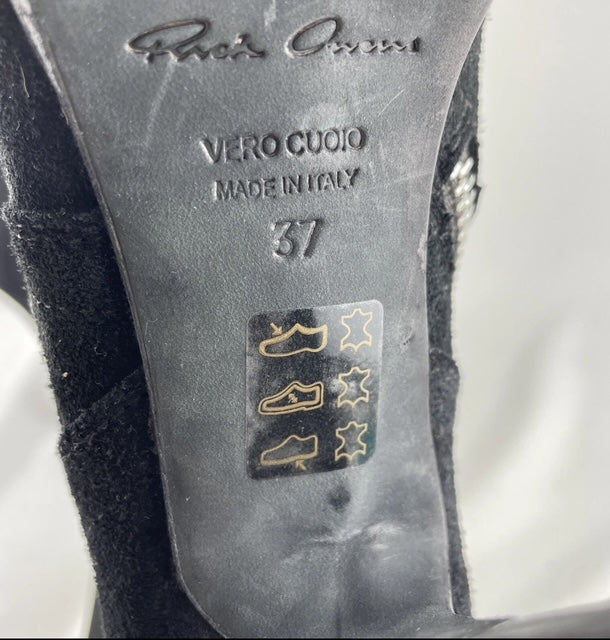 Rick Owens
VERO CUOIO
MADE IN ITALY
37